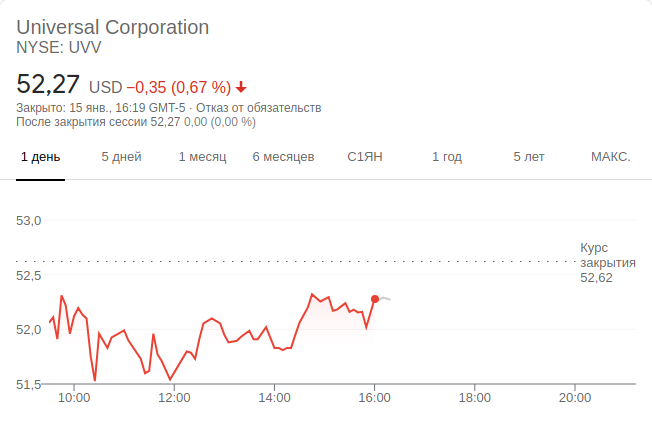 Universal Corporation
NYSE: UVV
52,27 USD −0,35 (0,67 %)
Закрыто: 15 янв., 16:19 GMT-5 · Отказ от обязательств
После закрытия сессии 52,27 0,00 (0,00 %)
1 день 5 дней 1 месяц 6 месяцев С1ЯН 1 год 5 лет МАКС.
53,0
Курс
закрытия
52,62
52,5
52,0
51,5
10:00 12:00 14:00 16:00 18:00 20:00